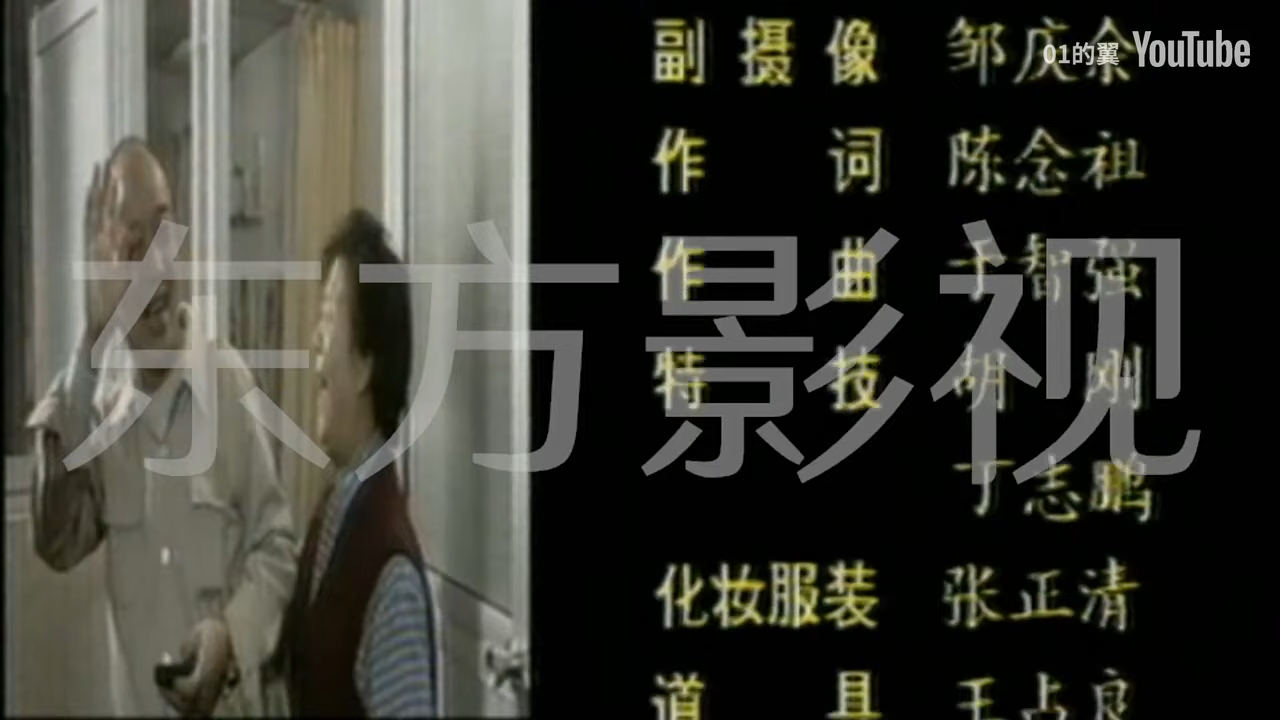 副摄像 邹庆余
01的翼 YouTube
作词 陈念祖
作曲 于智强
东方影视
特技 胡刚
丁志鹏
化妆服装 张正清
道具 王占良